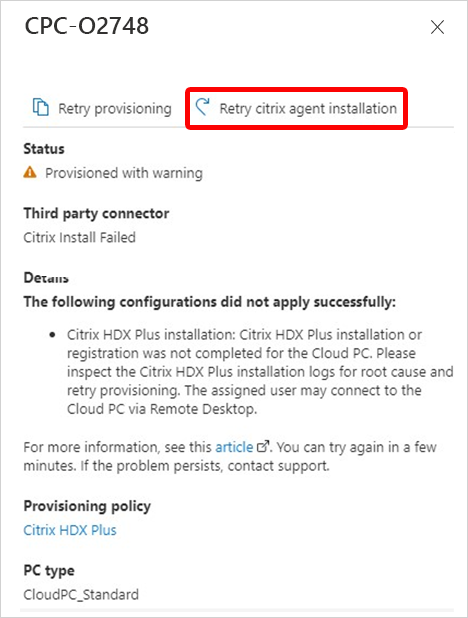 CPC-O2748
Retry provisioning
Retry citrix agent installation
Status
Provisioned with warning
Third party connector
Citrix Install Failed
Details
The following configurations did not apply successfully:
• Citrix HDX Plus installation: Citrix HDX Plus installation or
registration was not completed for the Cloud PC. Please
inspect the Citrix HDX Plus installation logs for root cause and
retry provisioning. The assigned user may connect to the
Cloud PC via Remote Desktop.
For more information, see this article. You can try again in a few
minutes. If the problem persists, contact support.
Provisioning policy
Citrix HDX Plus
PC type
CloudPC_Standard